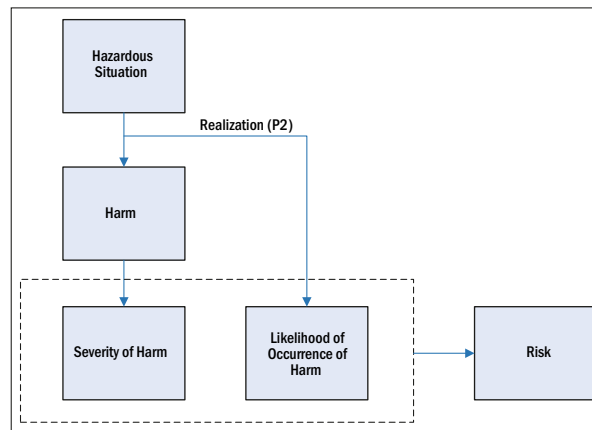 Hazardous
Situation
Realization (P2)
Harm
Severity of Harm
Likelihood of
Occurrence of
Harm
Risk